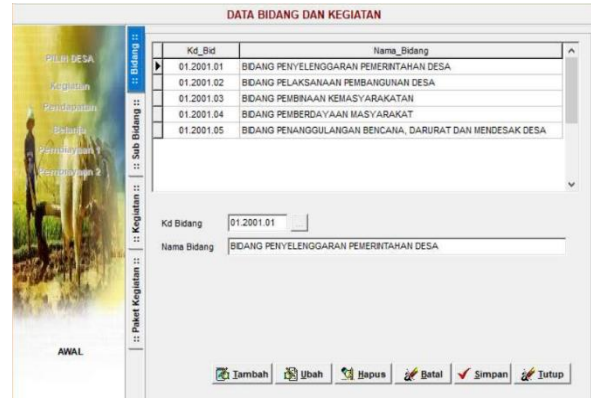 DATA BIDANG DAN KEGIATAN
PILIH DESA
Kegiatan
Pendapatan
Belanja
Pembiayaan 1
Pembiayaan 2
AWAL
:: Bidang ::
:: Sub Bidang ::
:: Kegiatan ::
:: Paket Kegiatan ::
Kd_Bid Nama_Bidang
01.2001.01 BIDANG PENYELENGGARAN PEMERINTAHAN DESA
01.2001.02 BIDANG PELAKSANAAN PEMBANGUNAN DESA
01.2001.03 BIDANG PEMBINAAN KEMASYARAKATAN
01.2001.04 BIDANG PEMBERDAYAAN MASYARAKAT
01.2001.05 BIDANG PENANGGULANGAN BENCANA, DARURAT DAN MENDESAK DESA
Kd Bidang 01.2001.01
Nama Bidang BIDANG PENYELENGGARAN PEMERINTAHAN DESA
Tambah Ubah Hapus Batal Simpan Tutup